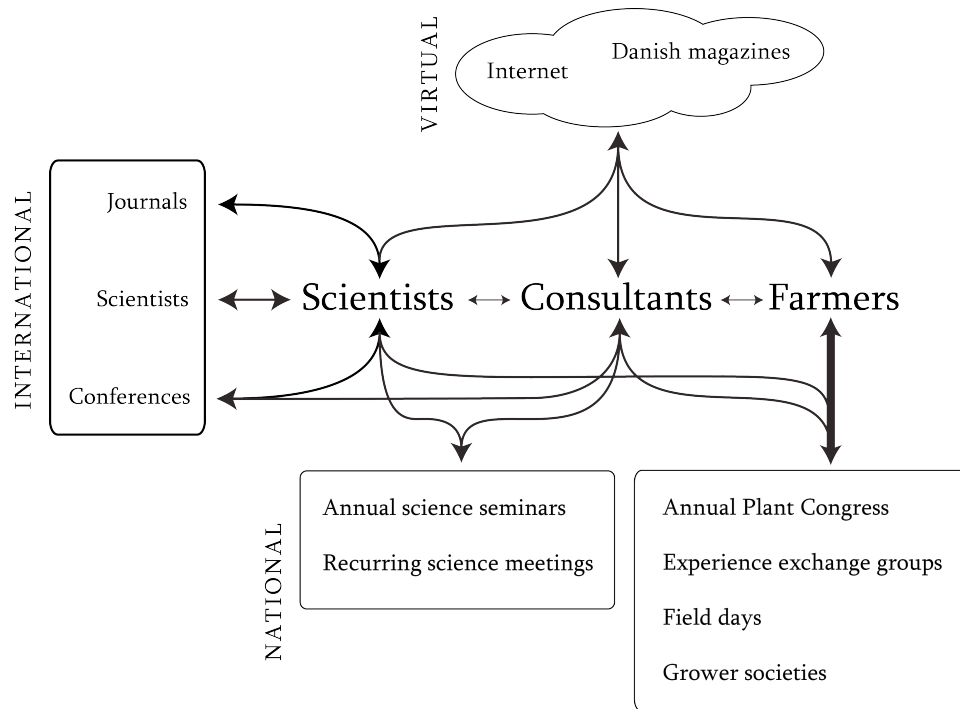 VIRTUAL
Internet
Danish magazines
INTERNATIONAL
Journals
Scientists
Conferences
Scientists
Consultants
Farmers
NATIONAL
Annual science seminars
Recurring science meetings
Annual Plant Congress
Experience exchange groups
Field days
Grower societies